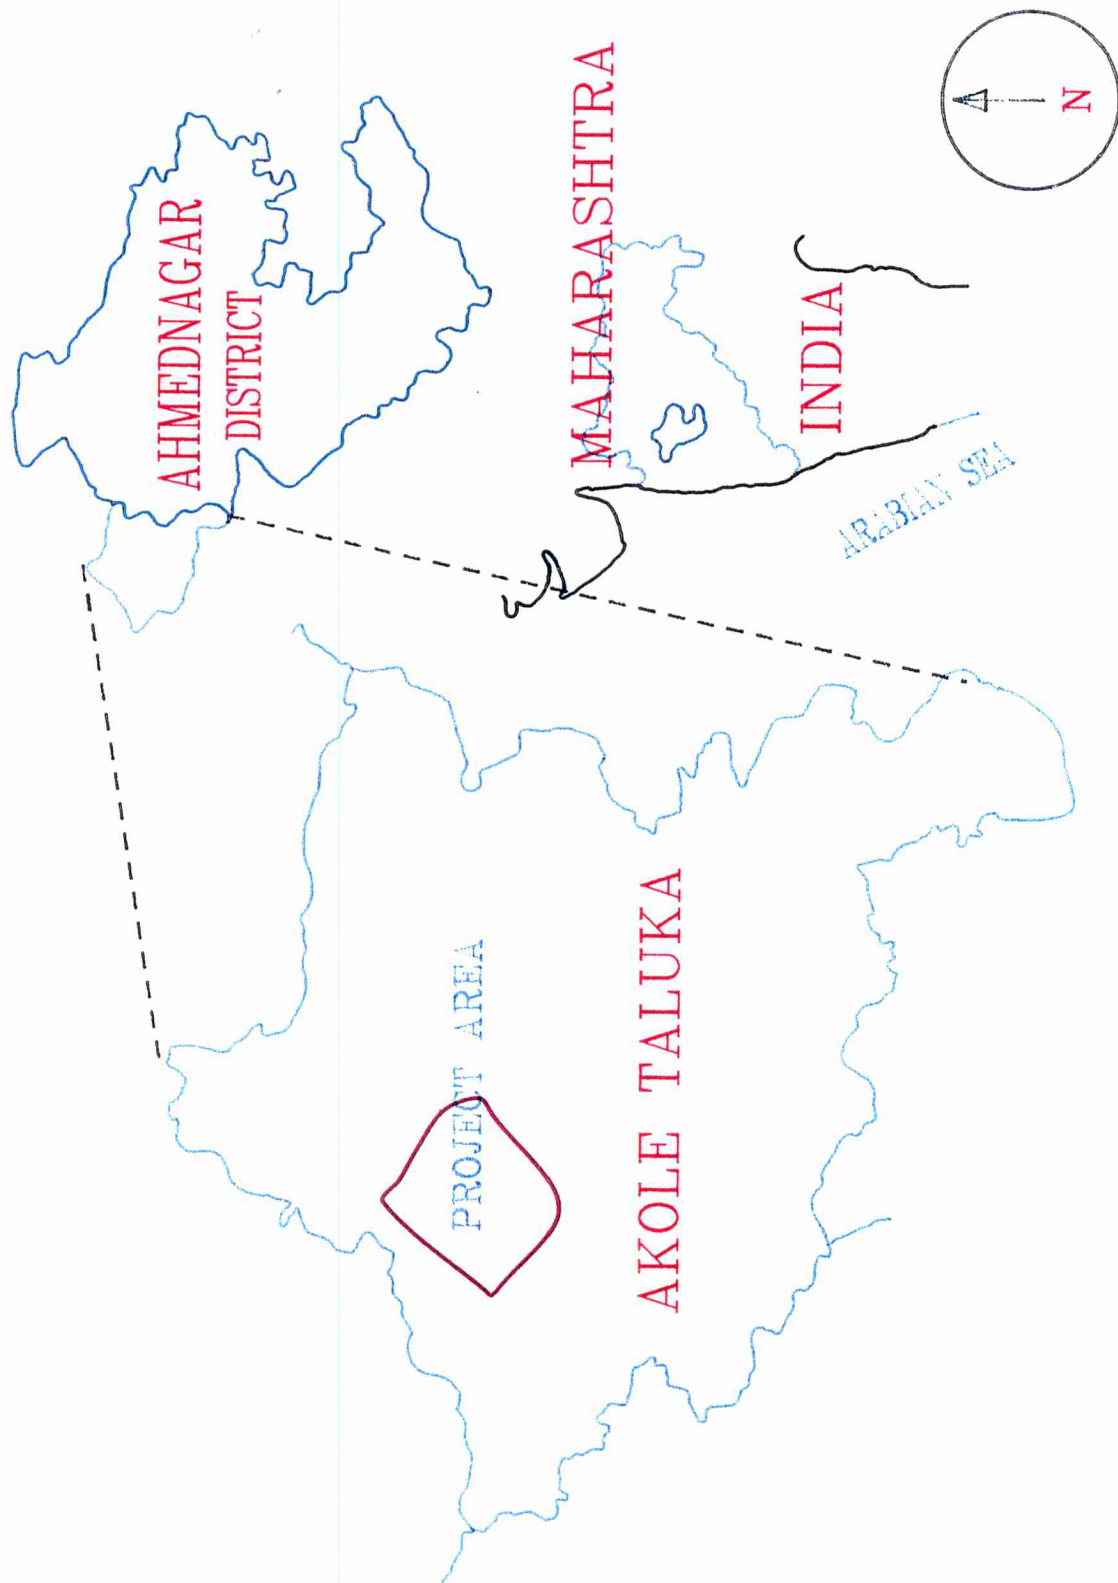 AHMEDNAGAR
DISTRICT
MAHARASHTRA
INDIA
ARABIAN SEA
N
PROJECT AREA
AKOLE TALUKA